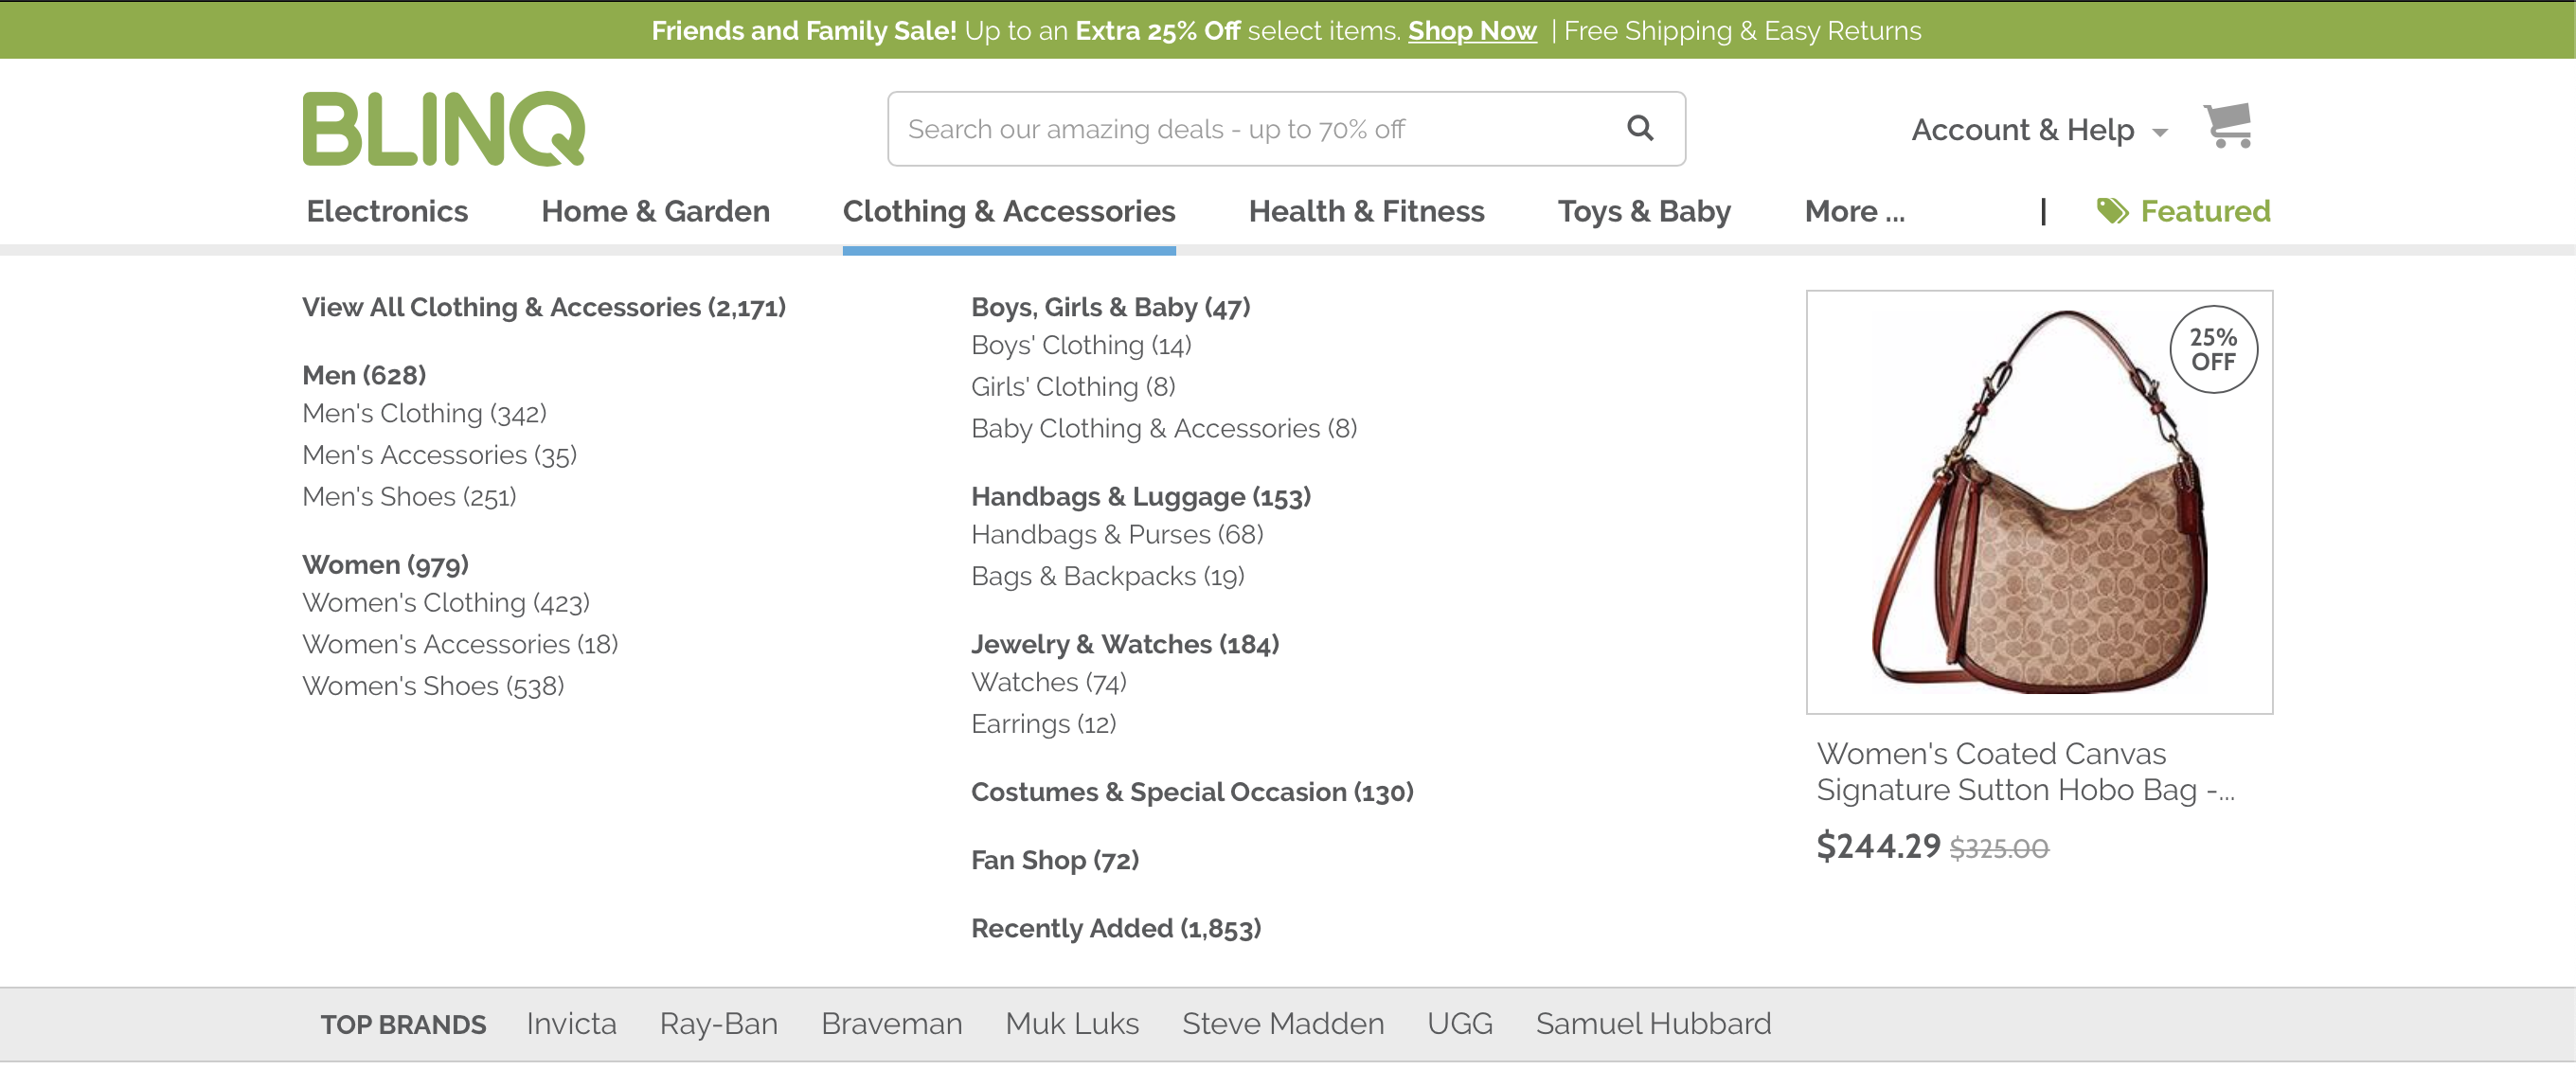 Friends and Family Sale! Up to an Extra 25% Off select items. Shop Now | Free Shipping & Easy Returns
BLINQ
Search our amazing deals - up to 70% off
Account & Help
Electronics Home & Garden Clothing & Accessories Health & Fitness Toys & Baby More ... | Featured
View All Clothing & Accessories (2,171)
Men (628)
Men's Clothing (342)
Men's Accessories (35)
Men's Shoes (251)
Women (979)
Women's Clothing (423)
Women's Accessories (18)
Women's Shoes (538)
Boys, Girls & Baby (47)
Boys' Clothing (14)
Girls' Clothing (8)
Baby Clothing & Accessories (8)
Handbags & Luggage (153)
Handbags & Purses (68)
Bags & Backpacks (19)
Jewelry & Watches (184)
Watches (74)
Earrings (12)
Costumes & Special Occasion (130)
Fan Shop (72)
Recently Added (1,853)
25%
OFF
Women's Coated Canvas
Signature Sutton Hobo Bag -...
$244.29 $325.00
TOP BRANDS Invicta Ray-Ban Braveman Muk Luks Steve Madden UGG Samuel Hubbard